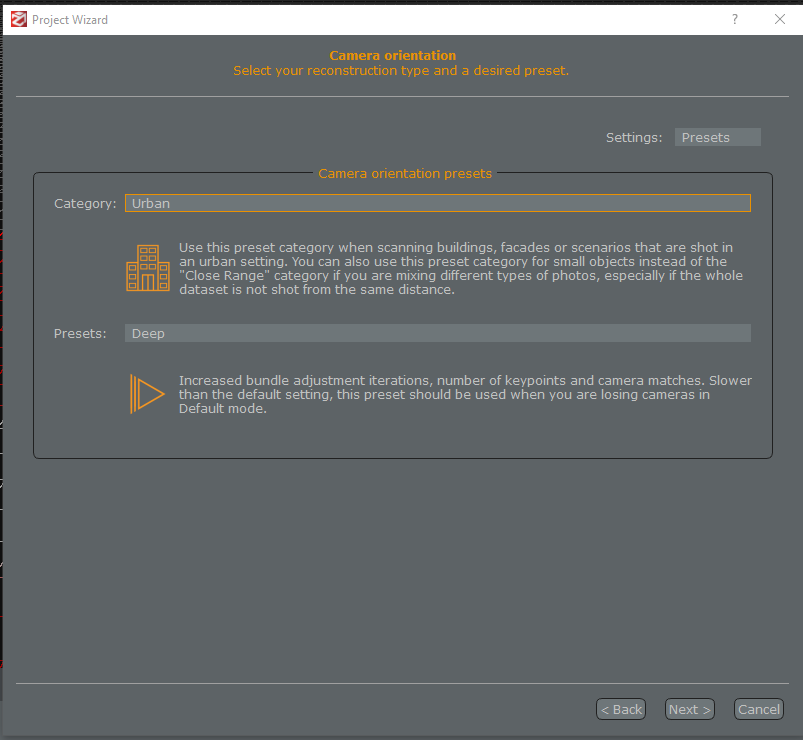 Project Wizard
?
Camera orientation
Select your reconstruction type and a desired preset.
Settings: Presets
Camera orientation presets
Category: Urban
Use this preset category when scanning buildings, facades or scenarios that are shot in
an urban setting. You can also use this preset category for small objects instead of the
"Close Range" category if you are mixing different types of photos, especially if the whole
dataset is not shot from the same distance.
Presets: Deep
Increased bundle adjustment iterations, number of keypoints and camera matches. Slower
than the default setting, this preset should be used when you are losing cameras in
Default mode.
< Back Next > Cancel